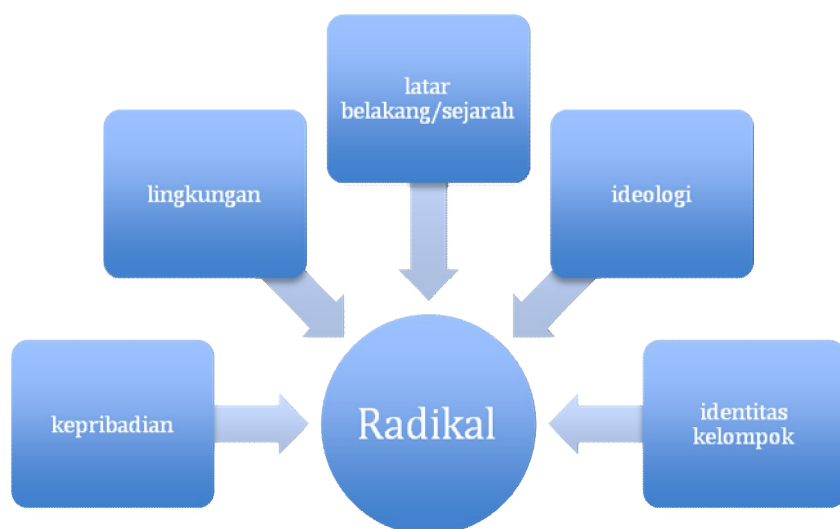 latar
belakang/sejarah
lingkungan
ideologi
kepribadian
Radikal
identitas
kelompok